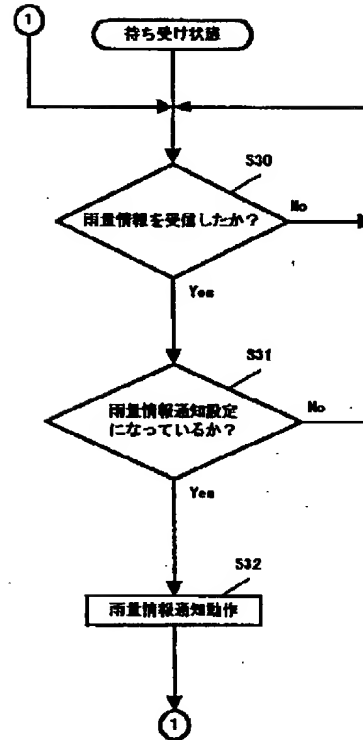 1
持ち受け状態
S30
雨量情報を受信したか？
No
Yes
S31
雨量情報通知設定
になっているか？
No
Yes
S32
雨量情報通知動作
1